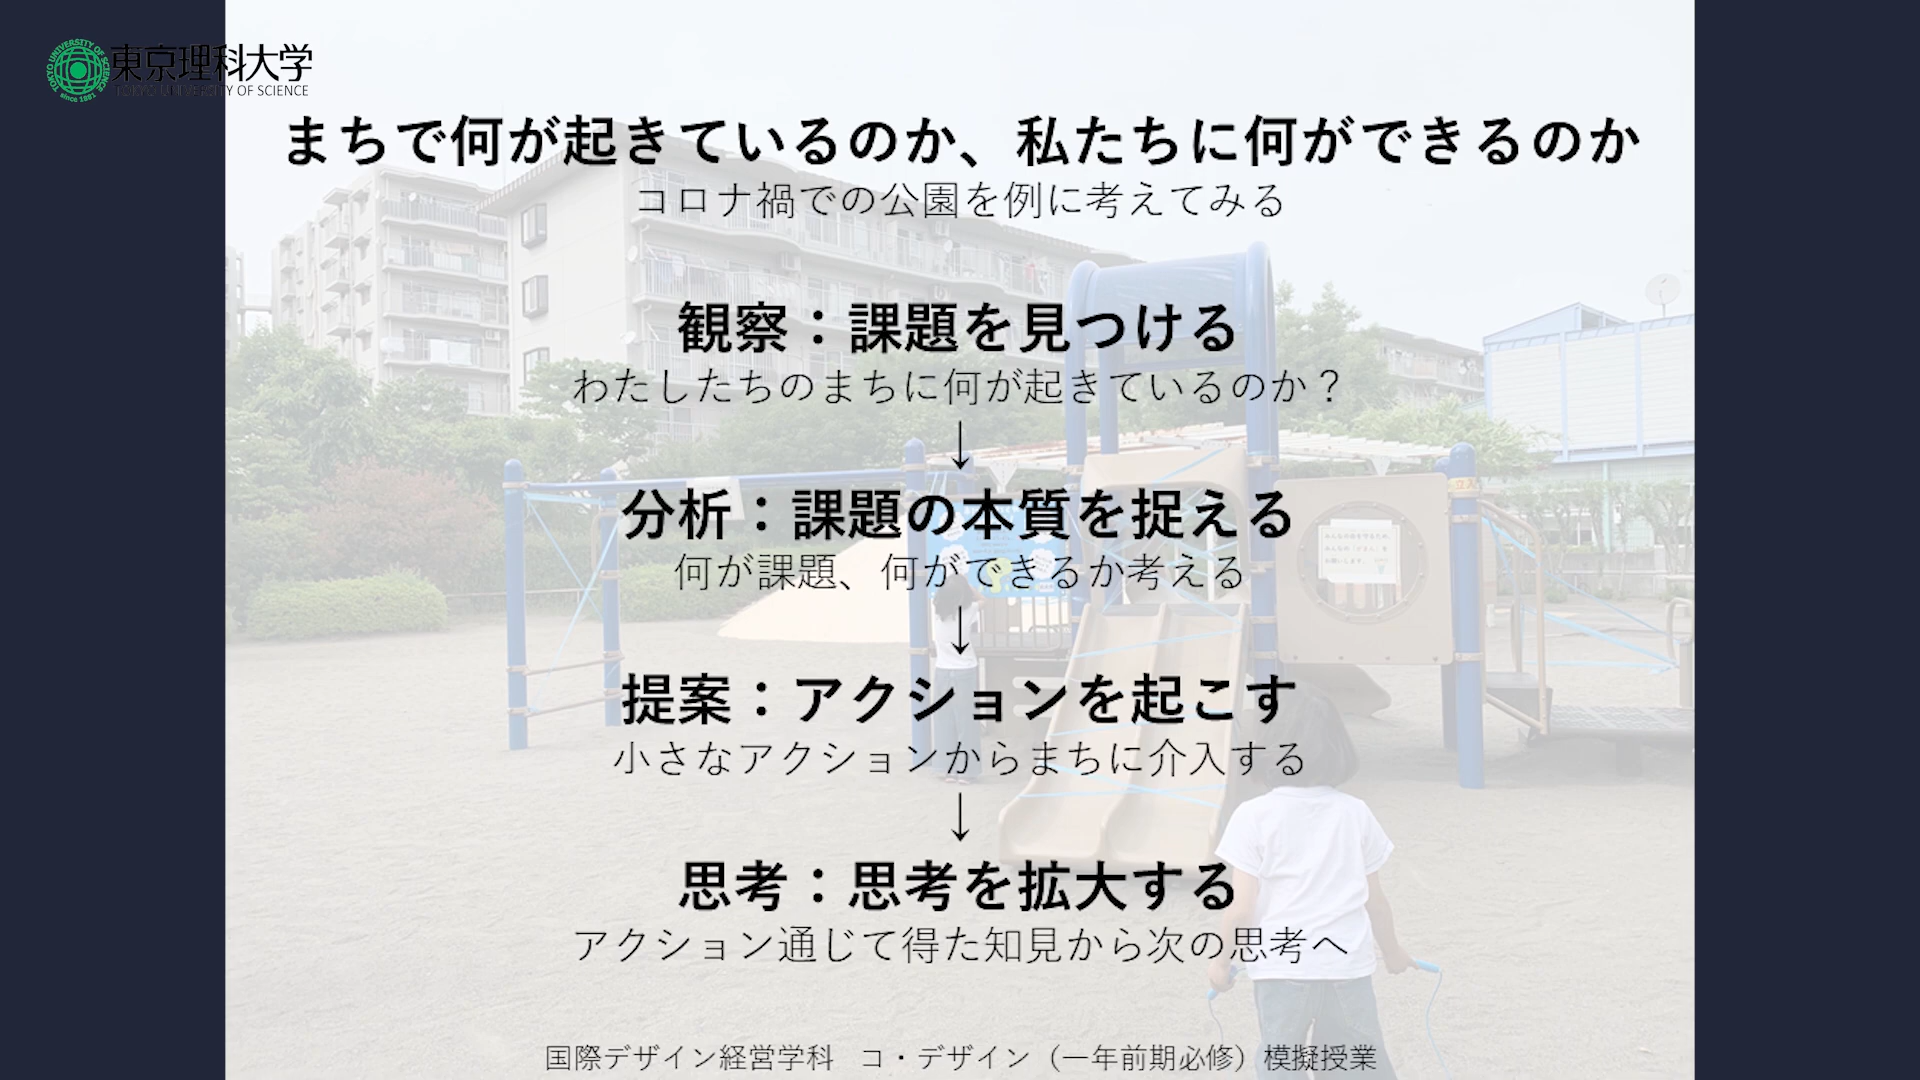 東京理科大学
TOKYO UNIVERSITY OF SCIENCE
TOKYO UNIVERSITY OF SCIENCE
since 1881
まちで何が起きているのか、私たちに何ができるのか
コロナ禍での公園を例に考えてみる
観察：課題を見つける
わたしたちのまちに何が起きているのか？
↓
分析：課題の本質を捉える
何が課題、何ができるか考える
↓
提案：アクションを起こす
小さなアクションからまちに介入する
↓
思考：思考を拡大する
アクション通じて得た知見から次の思考へ
国際デザイン経営学科　コ・デザイン（一年前期必修）模擬授業